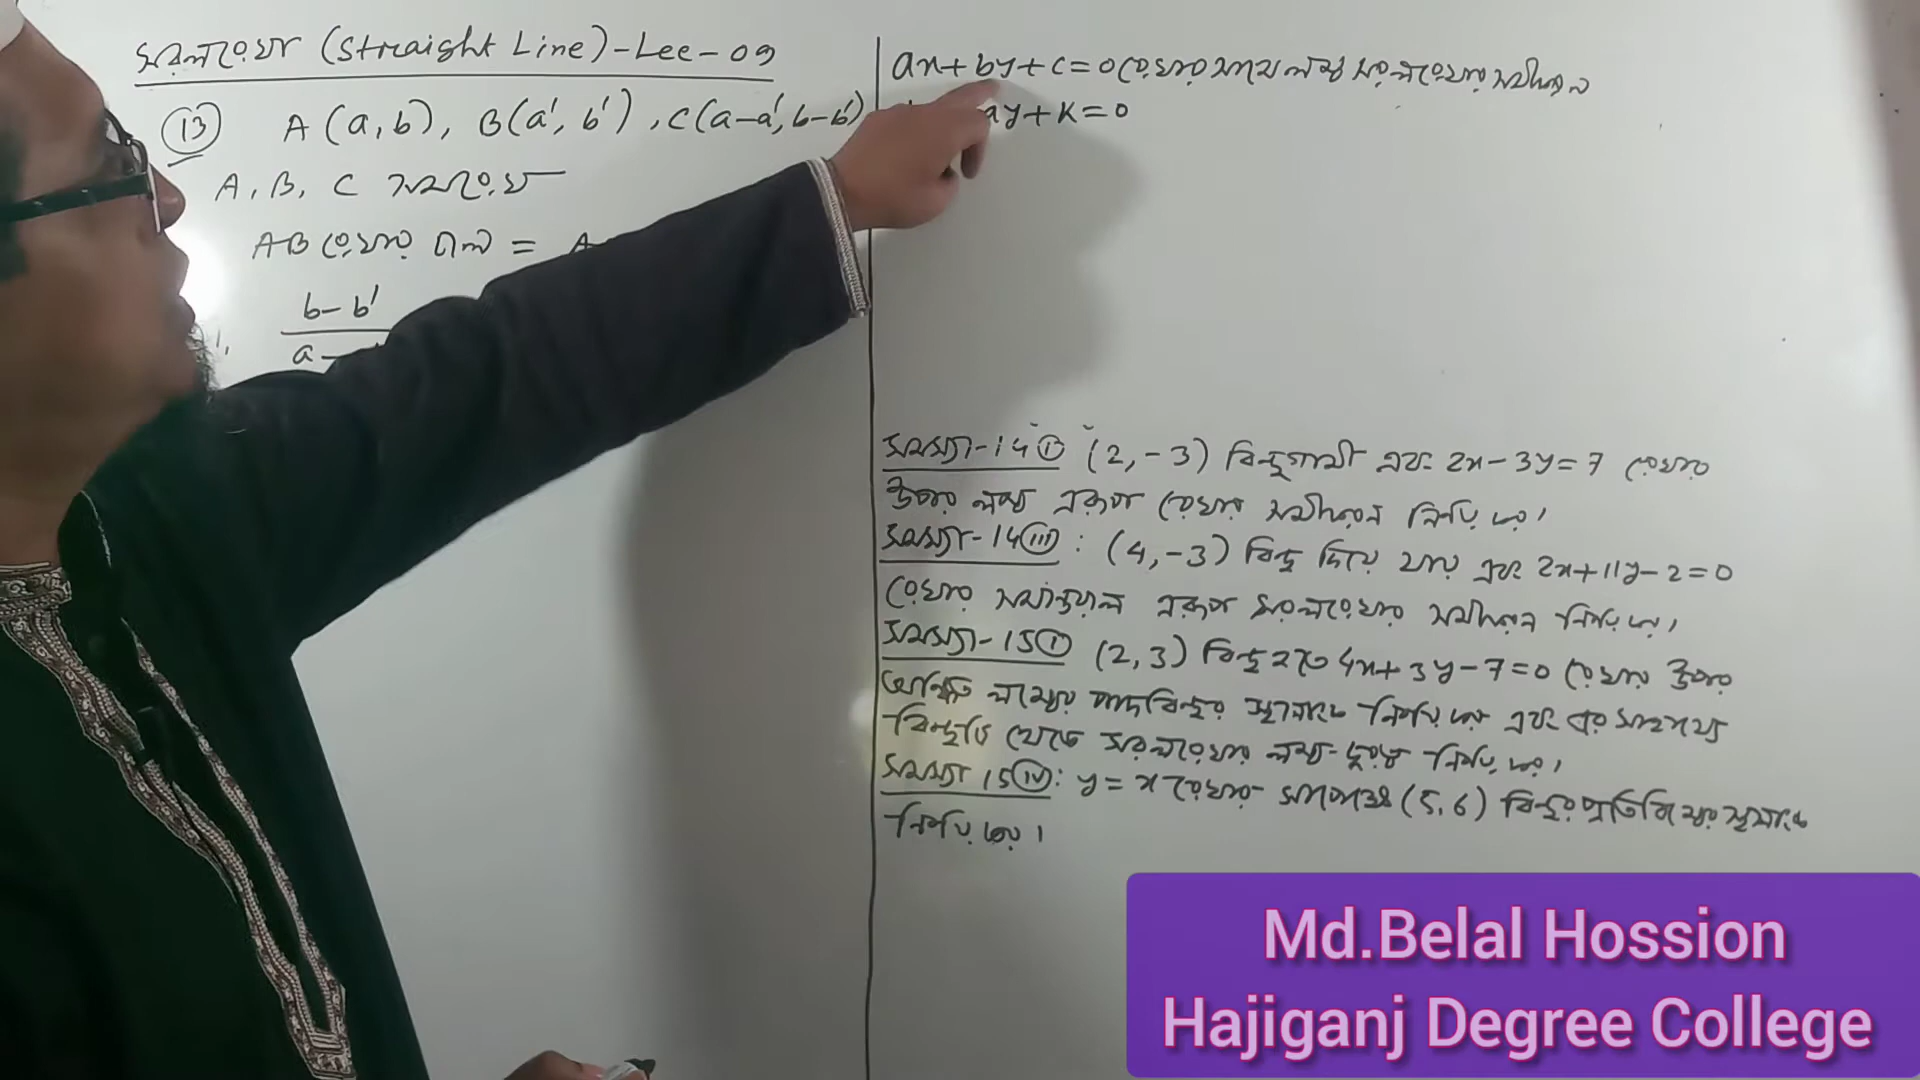 সরলরেখা (Straight Line)-Lec-09
(13) A(a,b), B(a′, b′), C(a-a′, b-b′)
A, B, C সমরেখ
AB রেখার ঢাল = A
b-b′
a-
ax+by+c=0 রেখার সাথে লম্ব সরলরেখার সমীকরণ
ay+k=0
সমস্যা-14(i) (2,-3) বিন্দুগামী এবং 2x-3y=7 রেখার
উপর লম্ব এরূপ রেখার সমীকরণ নির্ণয় কর।
সমস্যা-14(iii): (4,-3) বিন্দু দিয়ে যায় এবং 2x+11y-2=0
রেখার সমান্তরাল এরূপ সরলরেখার সমীকরণ নির্ণয় কর।
সমস্যা-15(i) (2,3) বিন্দু হতে 4x+3y-7=0 রেখার উপর
অঙ্কিত লম্বের পাদবিন্দুর স্থানাংক নির্ণয় কর এবং এর সাহায্যে
বিন্দুটি থেকে সরলরেখার লম্ব-দূরত্ব নির্ণয় কর।
সমস্যা 15(iv): y=x রেখার সাপেক্ষে (5,6) বিন্দুর প্রতিবিম্বের স্থানাংক
নির্ণয় কর।
Md.Belal Hossion
Hajiganj Degree College